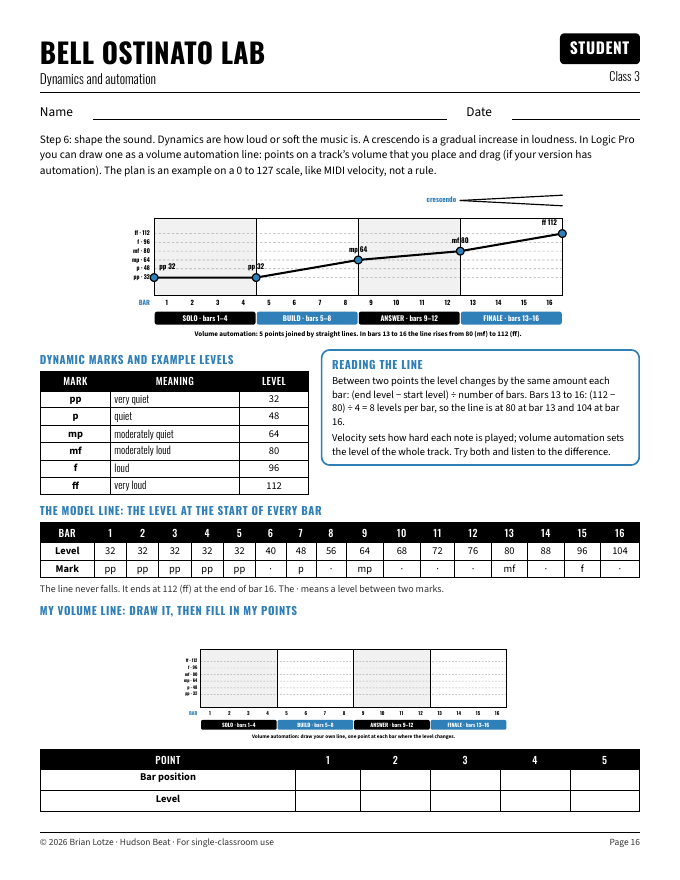 BELL OSTINATO LAB
STUDENT
Dynamics and automation
Class 3
Name
Date
Step 6: shape the sound. Dynamics are how loud or soft the music is. A crescendo is a gradual increase in loudness. In Logic Pro
you can draw one as a volume automation line: points on a track's volume that you place and drag (if your version has
automation). The plan is an example on a 0 to 127 scale, like MIDI velocity, not a rule.
crescendo
ff 112
ff · 112
f · 96
mf · 80
mp · 64
p · 48
pp · 32
pp 32
pp 32
mp 64
mf 80
BAR 1 2 3 4 5 6 7 8 9 10 11 12 13 14 15 16
SOLO · bars 1–4 BUILD · bars 5–8 ANSWER · bars 9–12 FINALE · bars 13–16
Volume automation: 5 points joined by straight lines. In bars 13 to 16 the line rises from 80 (mf) to 112 (ff).
DYNAMIC MARKS AND EXAMPLE LEVELS
MARK MEANING LEVEL
pp very quiet 32
p quiet 48
mp moderately quiet 64
mf moderately loud 80
f loud 96
ff very loud 112
READING THE LINE
Between two points the level changes by the same amount each
bar: (end level − start level) ÷ number of bars. Bars 13 to 16: (112 −
80) ÷ 4 = 8 levels per bar, so the line is at 80 at bar 13 and 104 at bar
16.
Velocity sets how hard each note is played; volume automation sets
the level of the whole track. Try both and listen to the difference.
THE MODEL LINE: THE LEVEL AT THE START OF EVERY BAR
BAR 1 2 3 4 5 6 7 8 9 10 11 12 13 14 15 16
Level 32 32 32 32 32 40 48 56 64 68 72 76 80 88 96 104
Mark pp pp pp pp pp · p · mp · · · mf · f ·
The line never falls. It ends at 112 (ff) at the end of bar 16. The · means a level between two marks.
MY VOLUME LINE: DRAW IT, THEN FILL IN MY POINTS
ff · 112
f · 96
mf · 80
mp · 64
p · 48
pp · 32
BAR 1 2 3 4 5 6 7 8 9 10 11 12 13 14 15 16
SOLO · bars 1–4 BUILD · bars 5–8 ANSWER · bars 9–12 FINALE · bars 13–16
Volume automation: draw your own line, one point at each bar where the level changes.
POINT 1 2 3 4 5
Bar position
Level
© 2026 Brian Lotze · Hudson Beat · For single-classroom use
Page 16